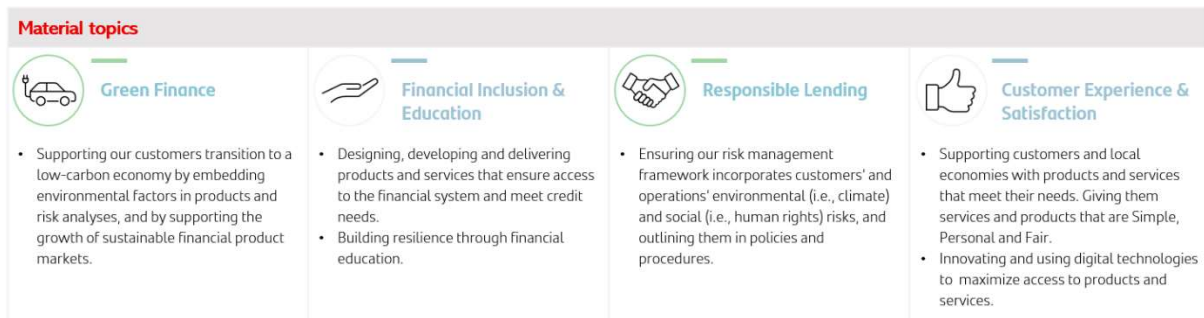 Material topics
Green Finance
• Supporting our customers transition to a
low-carbon economy by embedding
environmental factors in products and
risk analyses, and by supporting the
growth of sustainable financial product
markets.
Financial Inclusion &
Education
• Designing, developing and delivering
products and services that ensure access
to the financial system and meet credit
needs.
• Building resilience through financial
education.
Responsible Lending
• Ensuring our risk management
framework incorporates customers' and
operations' environmental (i.e., climate)
and social (i.e., human rights) risks, and
outlining them in policies and
procedures.
Customer Experience &
Satisfaction
• Supporting customers and local
economies with products and services
that meet their needs. Giving them
services and products that are Simple,
Personal and Fair.
• Innovating and using digital technologies
to maximize access to products and
services.